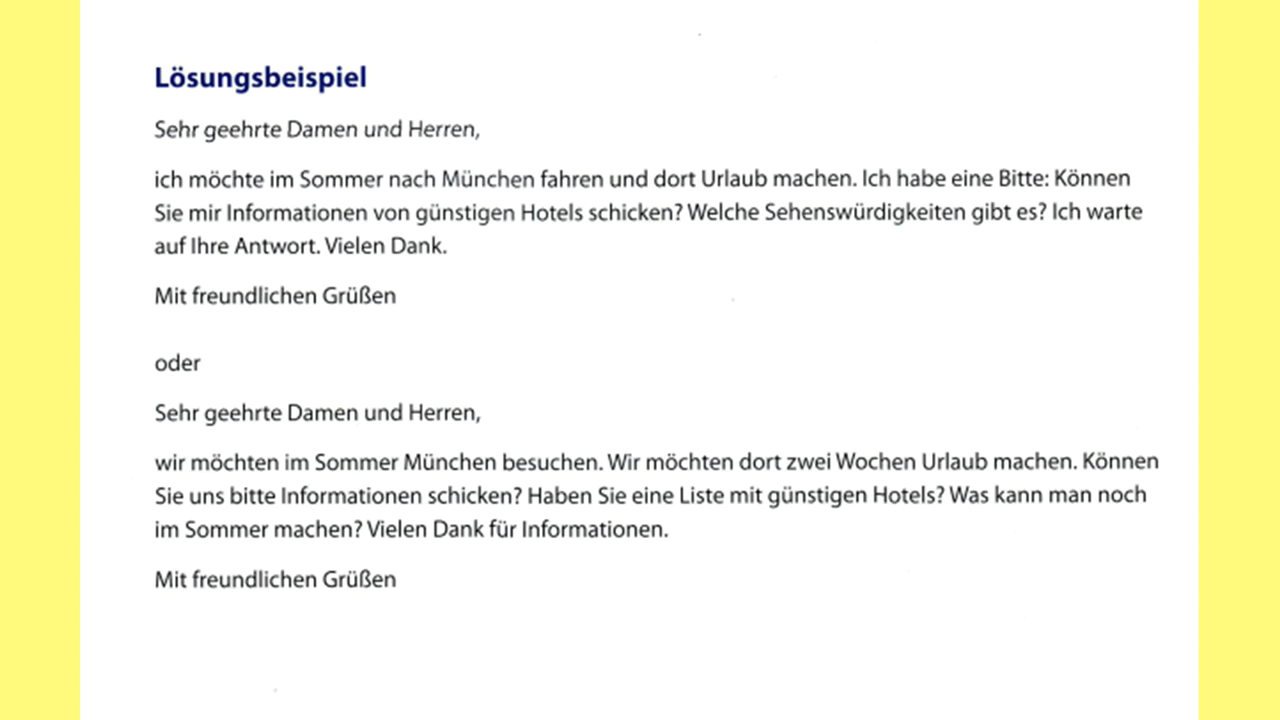 Lösungsbeispiel
Sehr geehrte Damen und Herren,
ich möchte im Sommer nach München fahren und dort Urlaub machen. Ich habe eine Bitte: Können
Sie mir Informationen von günstigen Hotels schicken? Welche Sehenswürdigkeiten gibt es? Ich warte
auf Ihre Antwort. Vielen Dank.
Mit freundlichen Grüßen
oder
Sehr geehrte Damen und Herren,
wir möchten im Sommer München besuchen. Wir möchten dort zwei Wochen Urlaub machen. Können
Sie uns bitte Informationen schicken? Haben Sie eine Liste mit günstigen Hotels? Was kann man noch
im Sommer machen? Vielen Dank für Informationen.
Mit freundlichen Grüßen